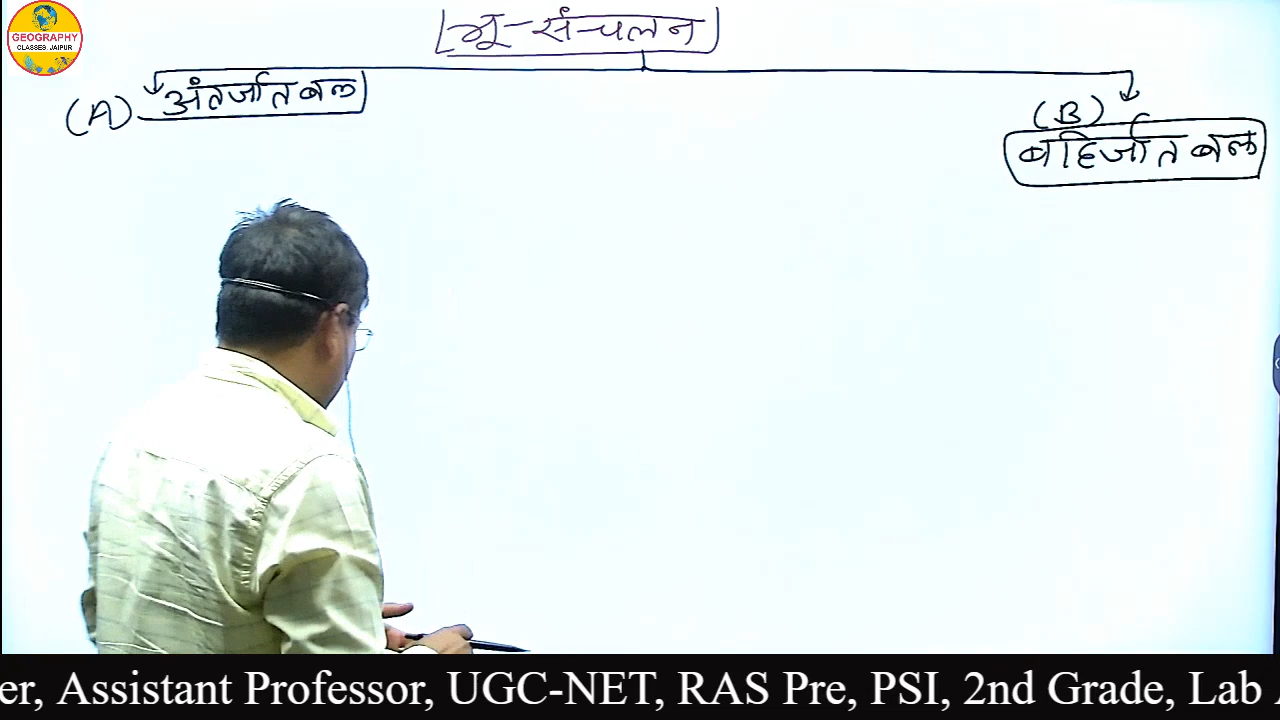 GEOGRAPHY
CLASSES, JAIPUR
भू-संचलन
(A) अंतर्जात बल
(B)
बहिर्जात बल
er, Assistant Professor, UGC-NET, RAS Pre, PSI, 2nd Grade, Lab